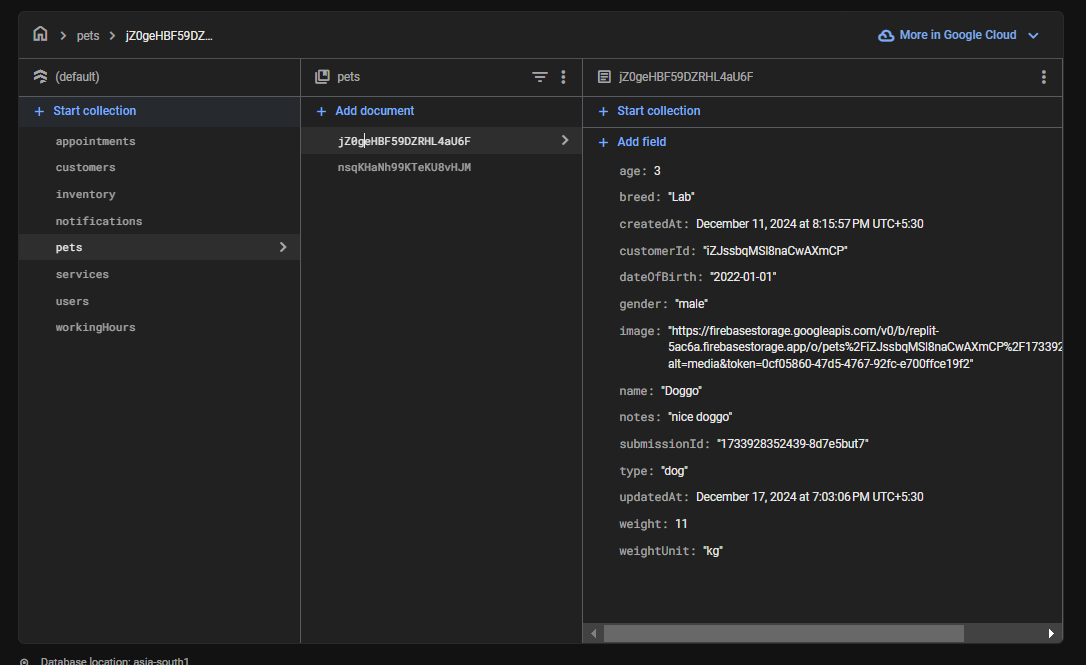 pets
jZ0geHBF59DZ...
More in Google Cloud
(default)
pets
jZ0geHBF59DZRHL4aU6F
+ Start collection
+ Add document
+ Start collection
appointments
customers
inventory
notifications
pets
services
users
workingHours
jZ0geHBF59DZRHL4aU6F
nsqKHaNh99KTeKU8vHJM
+ Add field
age: 3
breed: "Lab"
createdAt: December 11, 2024 at 8:15:57 PM UTC+5:30
customerId: "iZJssbqMSl8naCwAXmCP"
dateOfBirth: "2022-01-01"
gender: "male"
image: "https://firebasestorage.googleapis.com/v0/b/replit-
5ac6a.firebasestorage.app/o/pets%2FiZJssbqMSl8naCwAXmCP%2F173392
alt=media&token=0cf05860-47d5-4767-92fc-e700ffce19f2"
name: "Doggo"
notes: "nice doggo"
submissionId: "1733928352439-8d7e5but7"
type: "dog"
updatedAt: December 17, 2024 at 7:03:06 PM UTC+5:30
weight: 11
weightUnit: "kg"
Database location: asia-south1